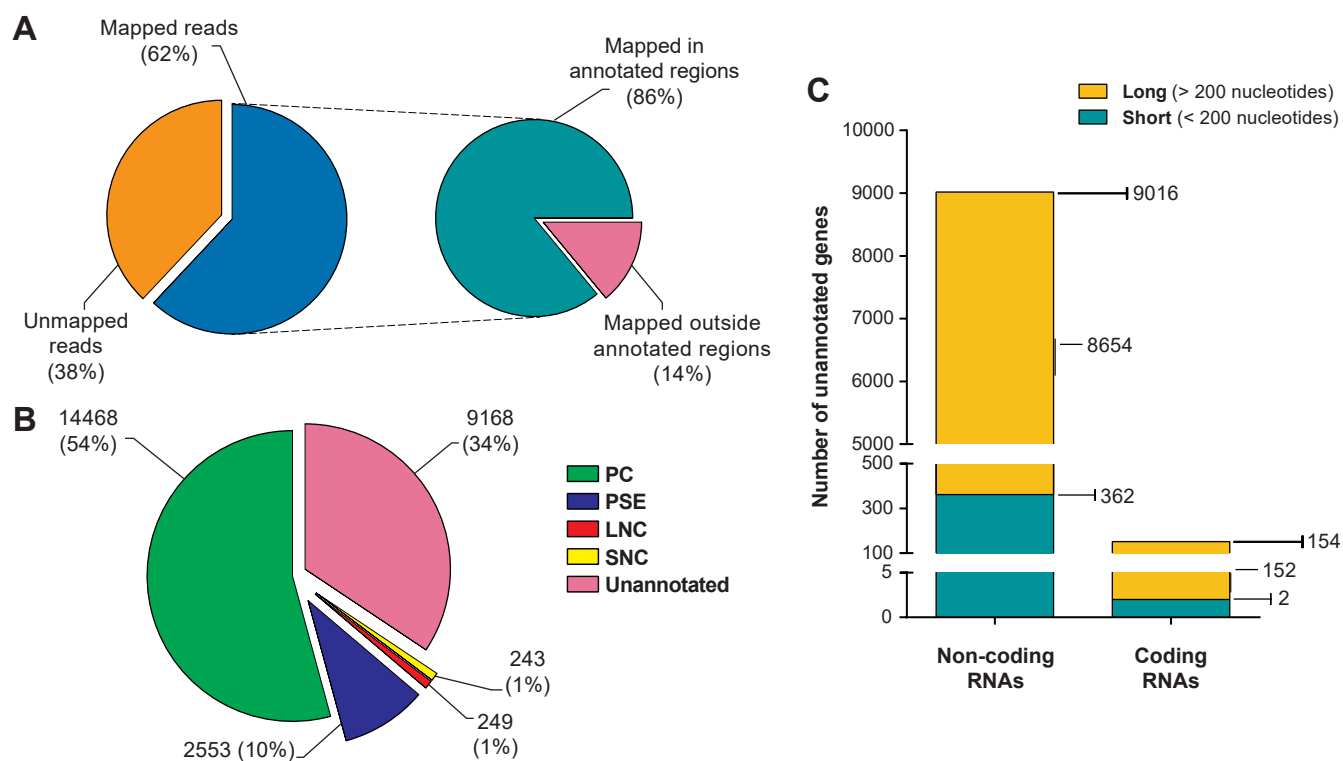 A
Mapped reads
(62%)
Unmapped
reads
(38%)
Mapped in
annotated regions
(86%)
Mapped outside
annotated regions
(14%)
B
14468
(54%)
9168
(34%)
243
(1%)
249
(1%)
2553 (10%)
PC
PSE
LNC
SNC
Unannotated
C
Long (> 200 nucleotides)
Short (< 200 nucleotides)
Number of unannotated genes
10000
9000
8000
7000
6000
5000
500
300
100
5
0
9016
8654
362
154
152
2
Non-coding
RNAs
Coding
RNAs